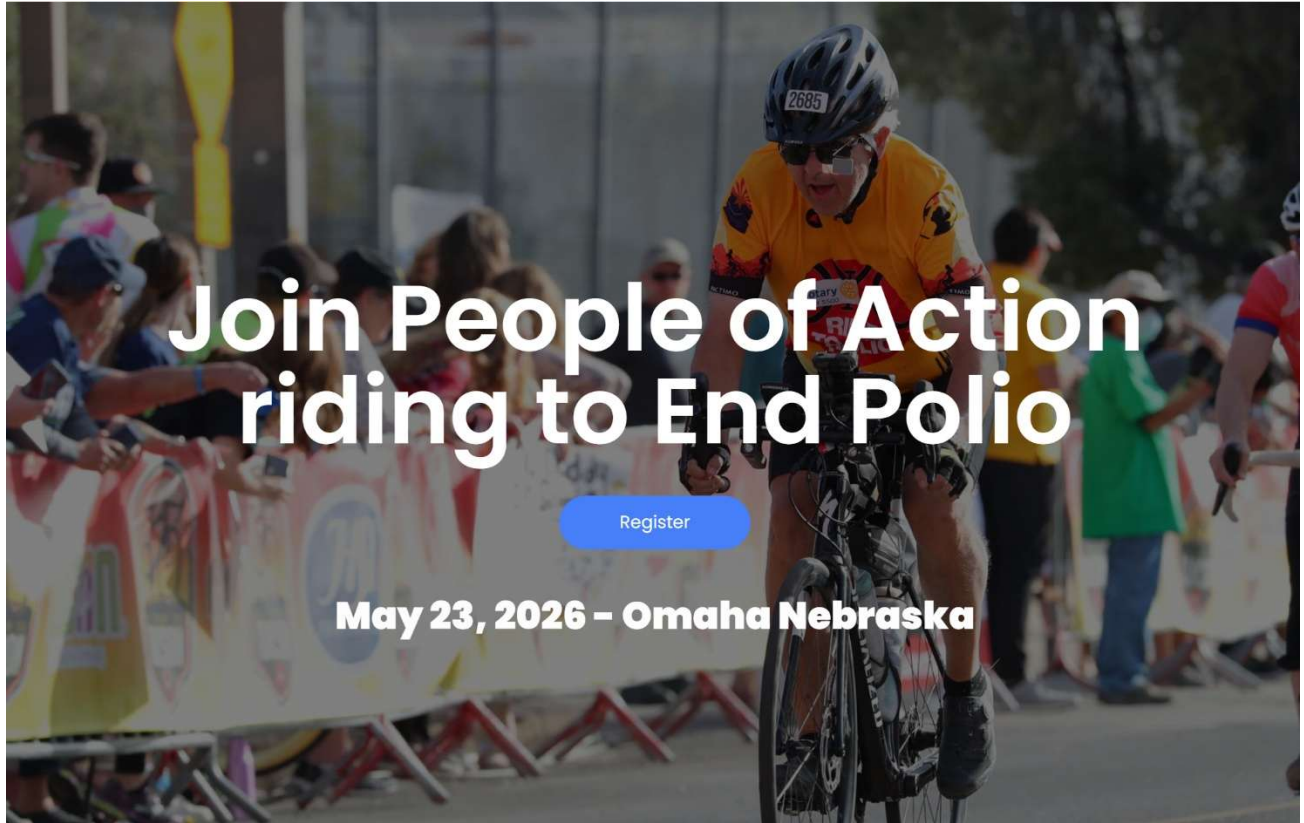 2685
Join People of Action
riding to End Polio
Register
May 23, 2026 - Omaha Nebraska